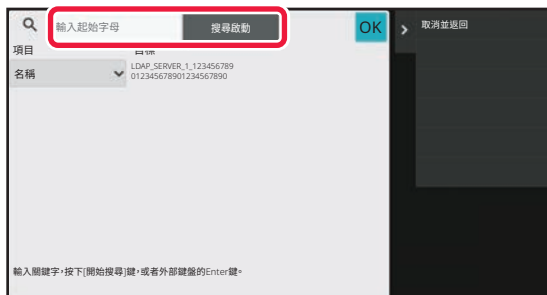 輸入起始字母
搜尋啟動
OK
取消並返回
項目
目標
名稱
LDAP_SERVER_1_123456789
012345678901234567890
輸入關鍵字,按下[開始搜尋]鍵,或者外部鍵盤的Enter鍵。